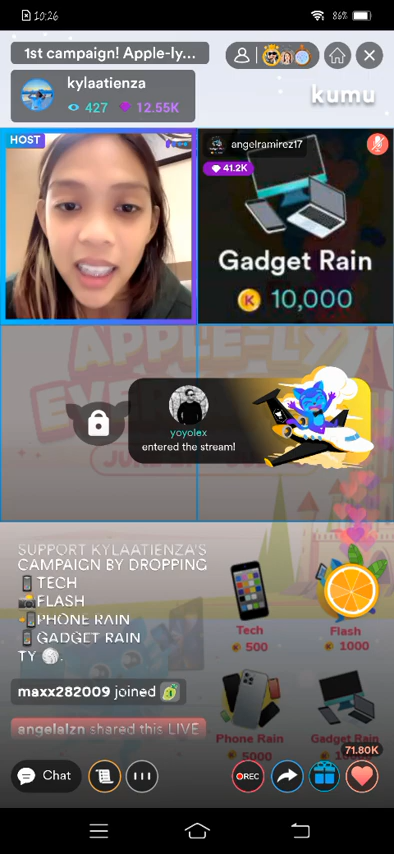 10:26
86%
1st campaign! Apple-ly...
kylaatienza
427
12.55K
kumu
HOST
angelramirez17
41.2K
Gadget Rain
K 10,000
APPLE-LY
yoyolex
entered the stream!
SUPPORT KYLAATIENZA'S
CAMPAIGN BY DROPPING
TECH
FLASH
PHONE RAIN
GADGET RAIN
TY
Tech
500
Flash
1000
Phone Rain
5000
Gadget Rain
maxx282009 joined
angelalzn shared this LIVE
71.80K
Chat
REC